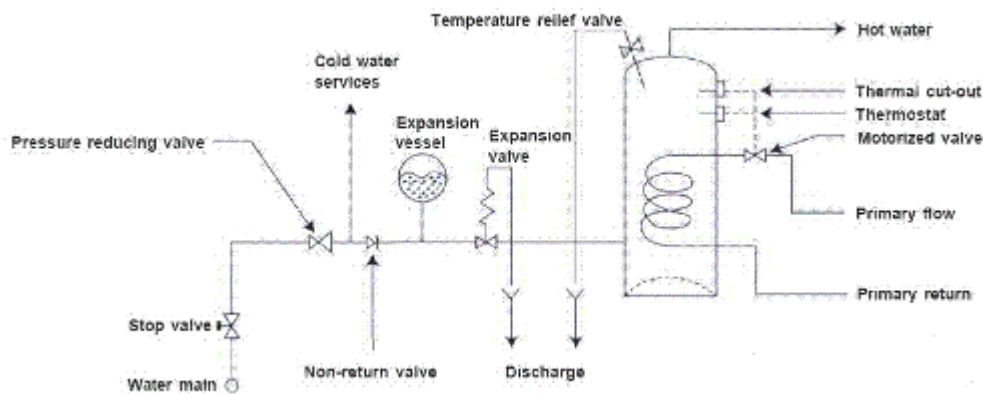 Temperature relief valve
Hot water
Cold water
services
Thermal cut-out
Expansion
vessel
Thermostat
Expansion
valve
Motorized valve
Pressure reducing valve
Primary flow
Primary return
Stop valve
Non-return valve
Discharge
Water main